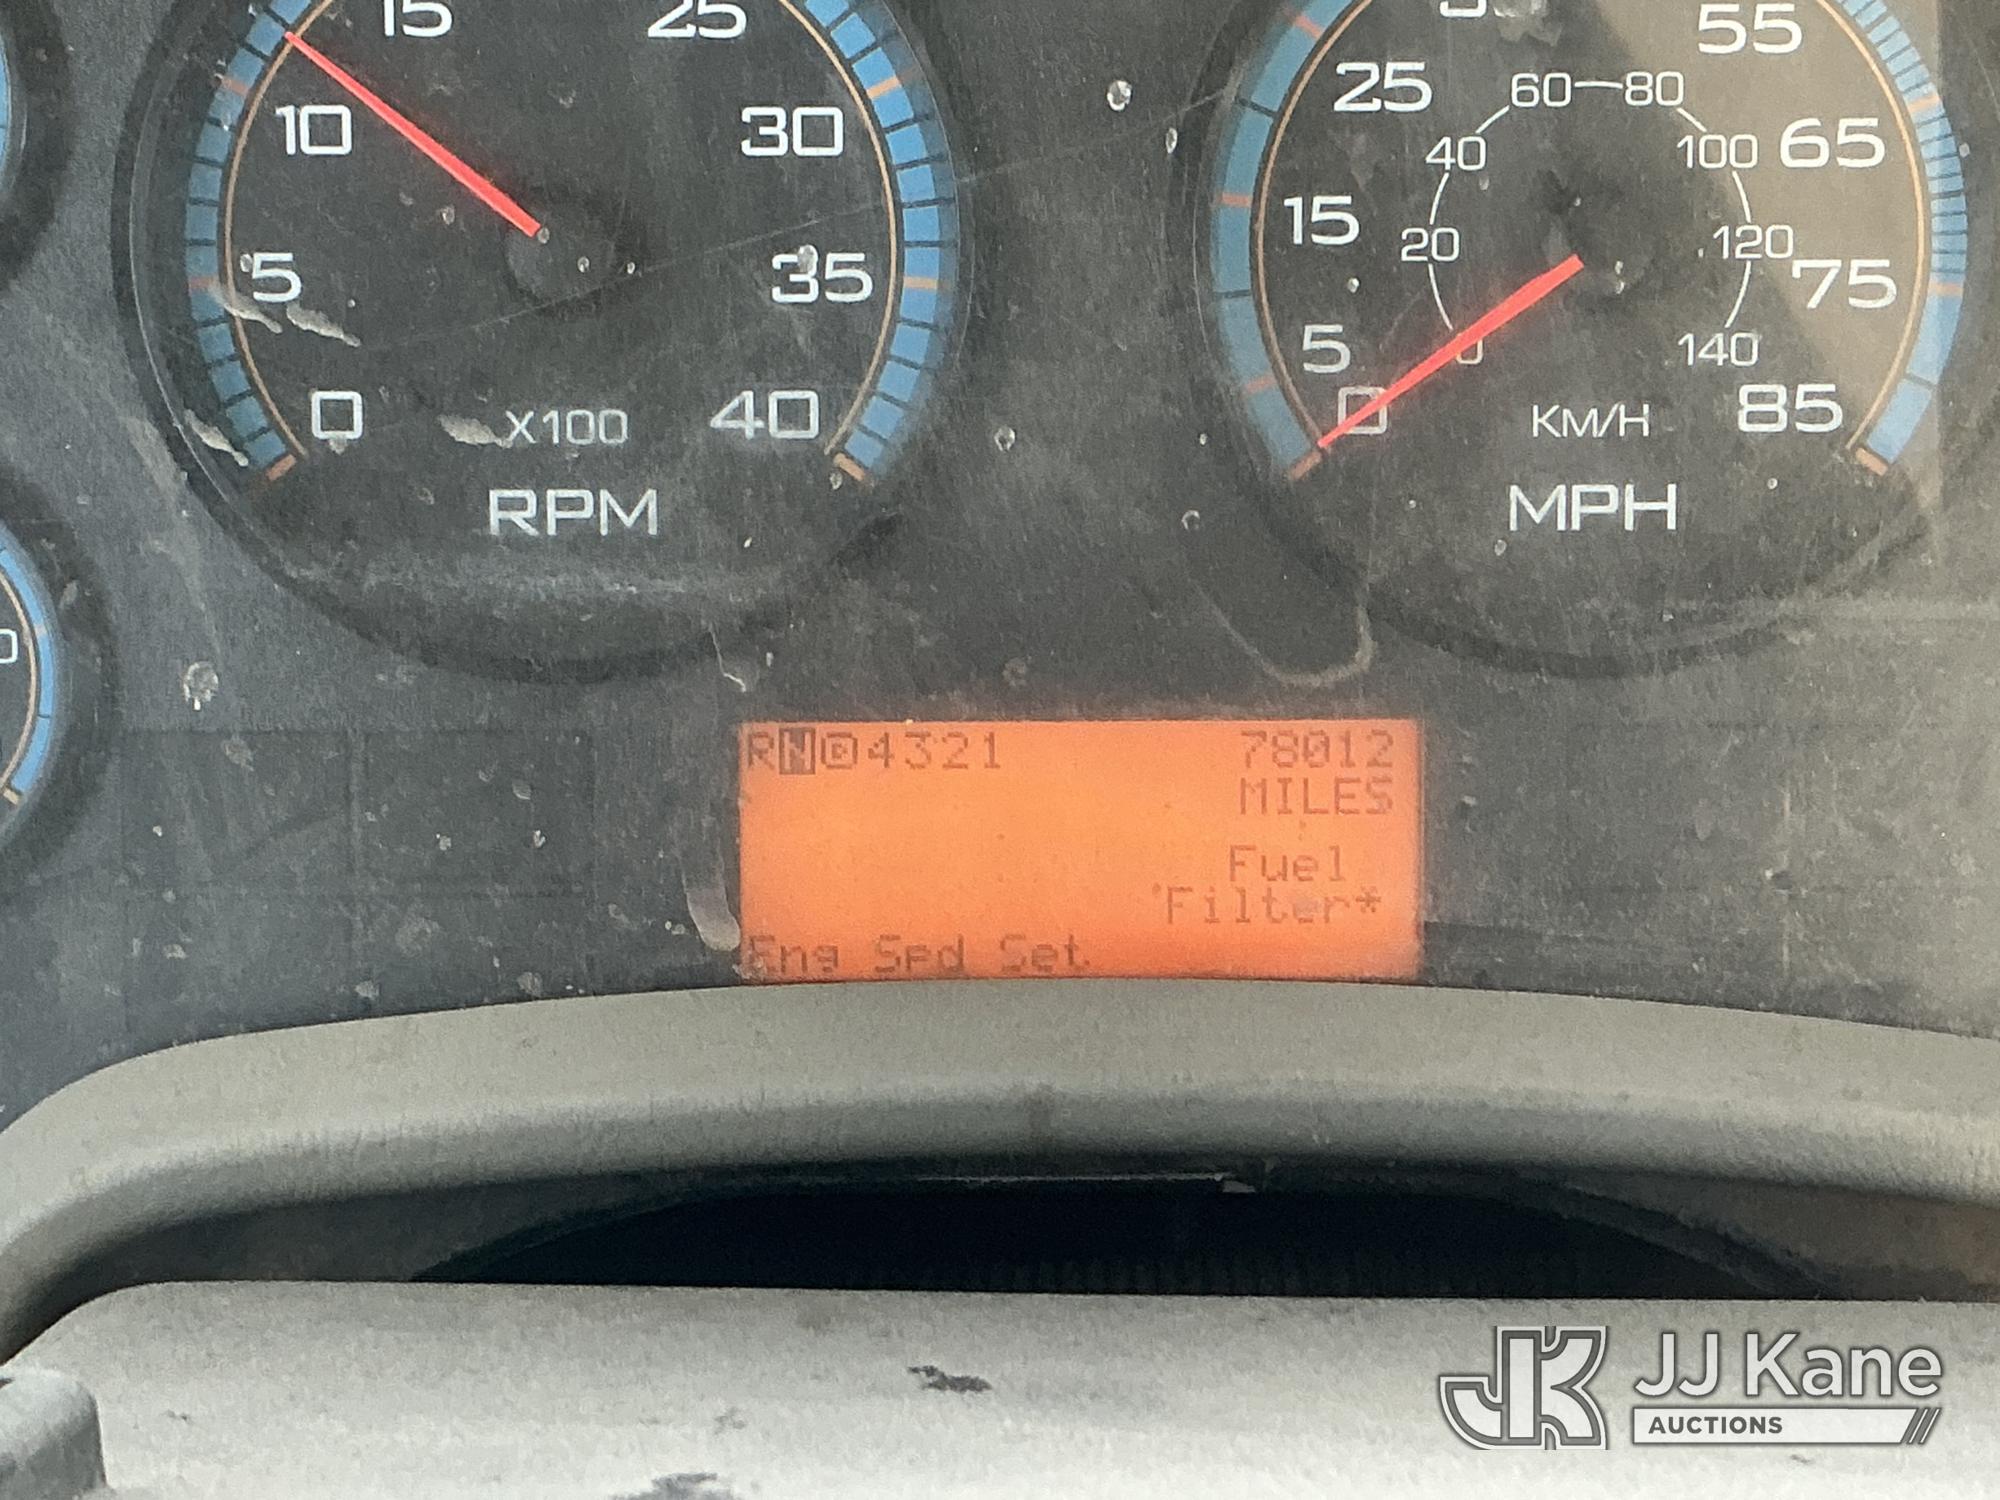 15 25
10 30
5 35
0 40
X100
RPM
25 55
15 65
5 75
0 85
60 80
40 100
20 120
0 140
KM/H
MPH
RND4321 78012
MILES
Fuel
Filter*
Eng Spd Set
JJ Kane
AUCTIONS